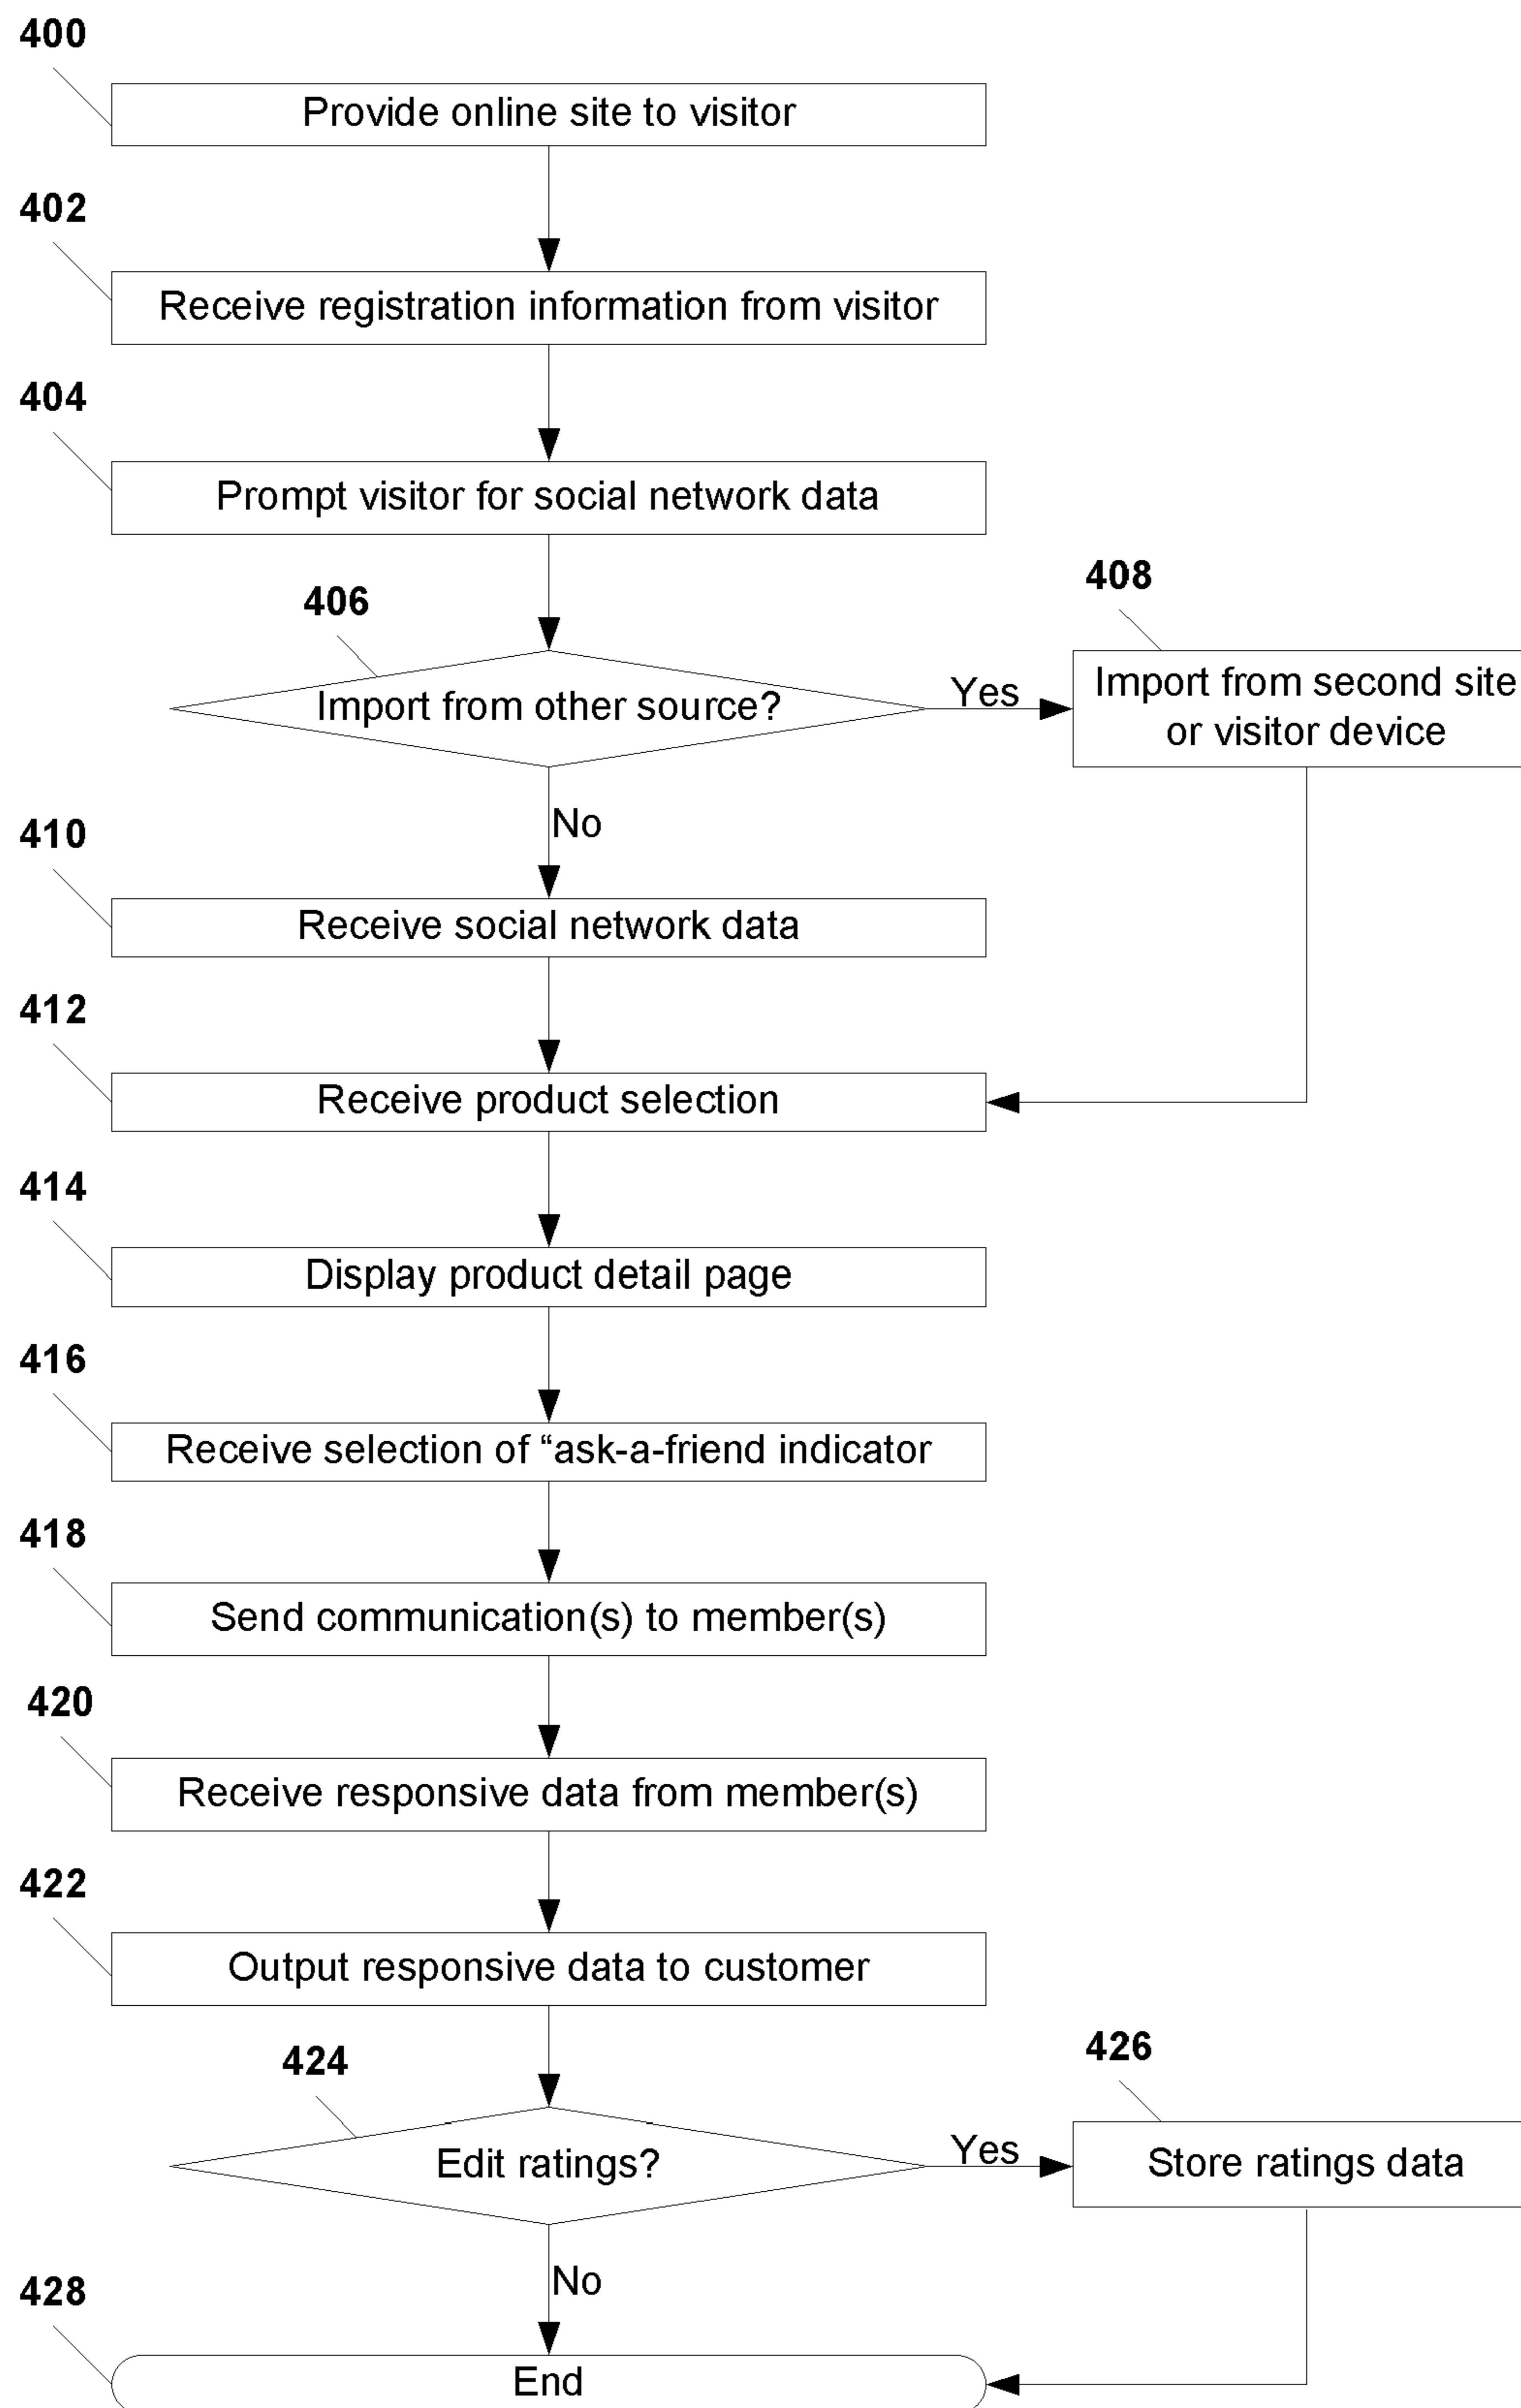 400
Provide online site to visitor
402
Receive registration information from visitor
404
Prompt visitor for social network data
406
Import from other source?
Yes
408
Import from second site
or visitor device
No
410
Receive social network data
412
Receive product selection
414
Display product detail page
416
Receive selection of “ask-a-friend indicator
418
Send communication(s) to member(s)
420
Receive responsive data from member(s)
422
Output responsive data to customer
424
Edit ratings?
Yes
426
Store ratings data
No
428
End